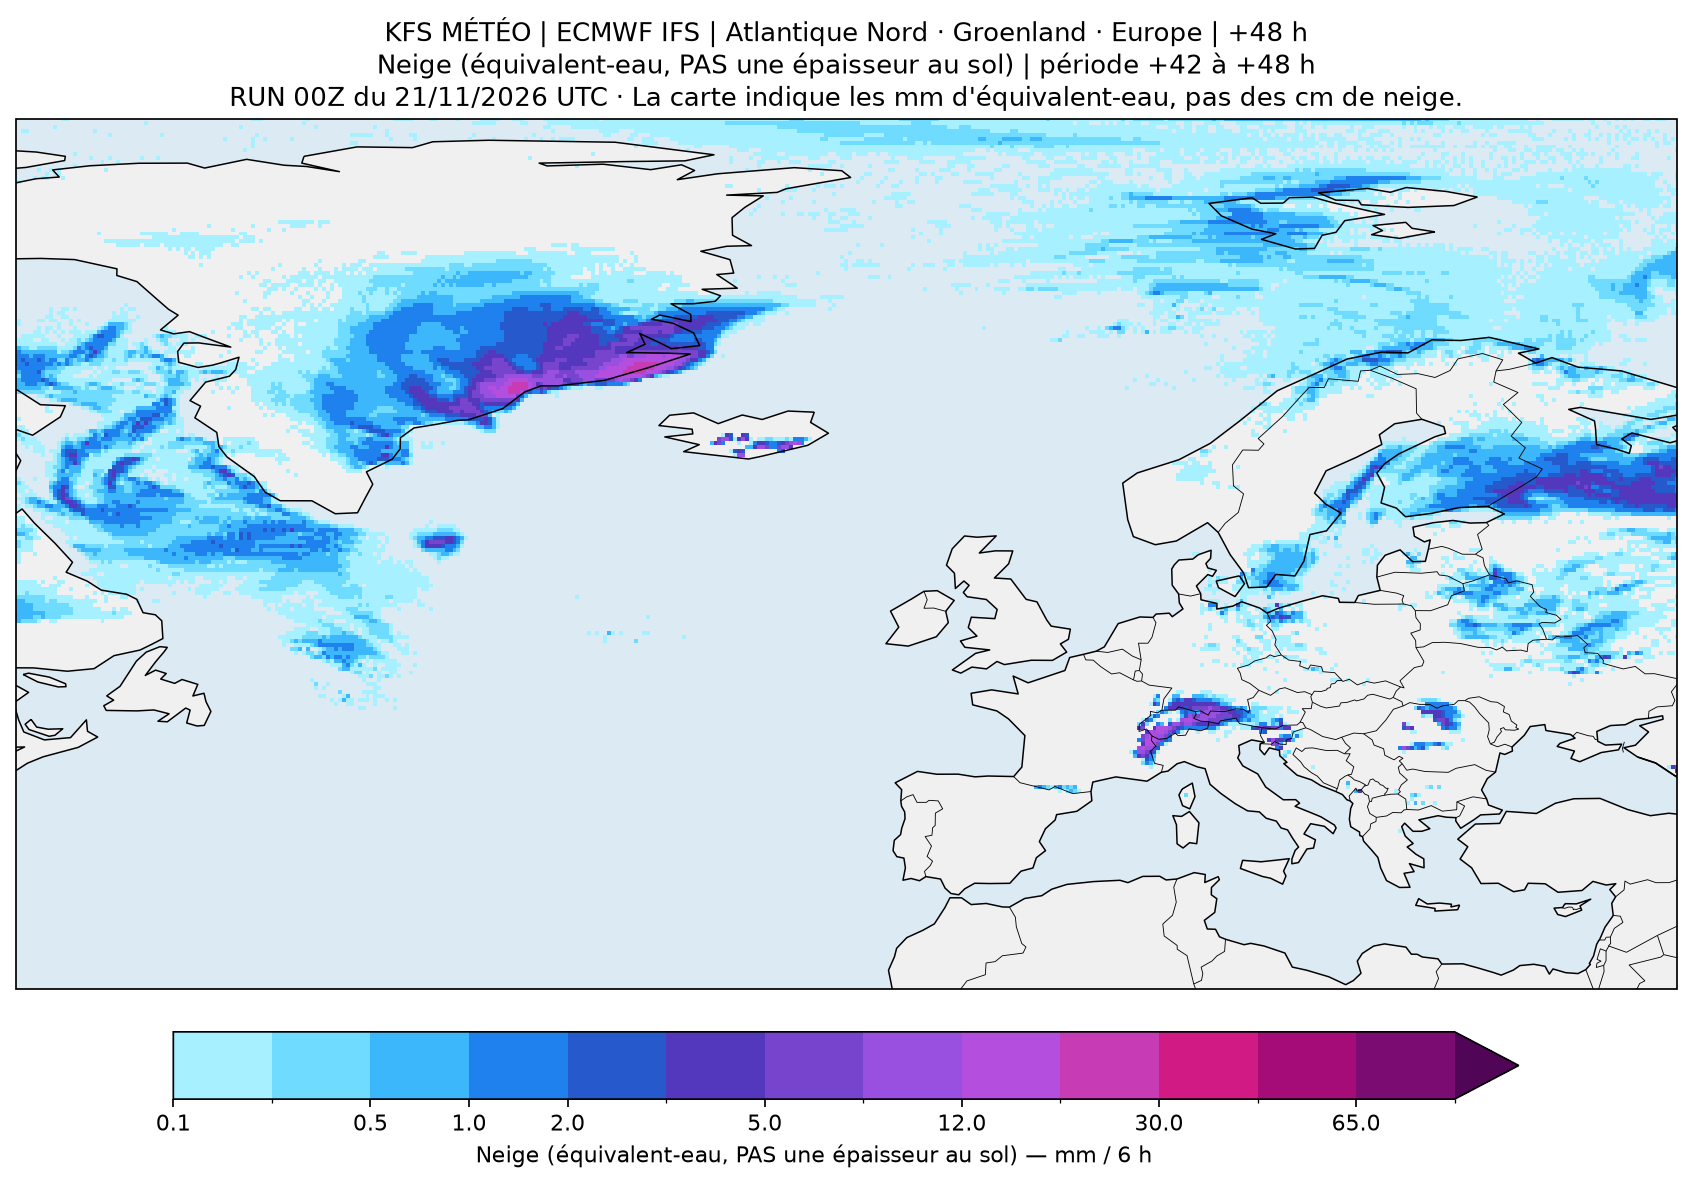 KFS MÉTÉO | ECMWF IFS | Atlantique Nord · Groenland · Europe | +48 h
Neige (équivalent-eau, PAS une épaisseur au sol) | période +42 à +48 h
RUN 00Z du 21/11/2026 UTC · La carte indique les mm d'équivalent-eau, pas des cm de neige.
0.1 0.5 1.0 2.0 5.0 12.0 30.0 65.0
Neige (équivalent-eau, PAS une épaisseur au sol) — mm / 6 h